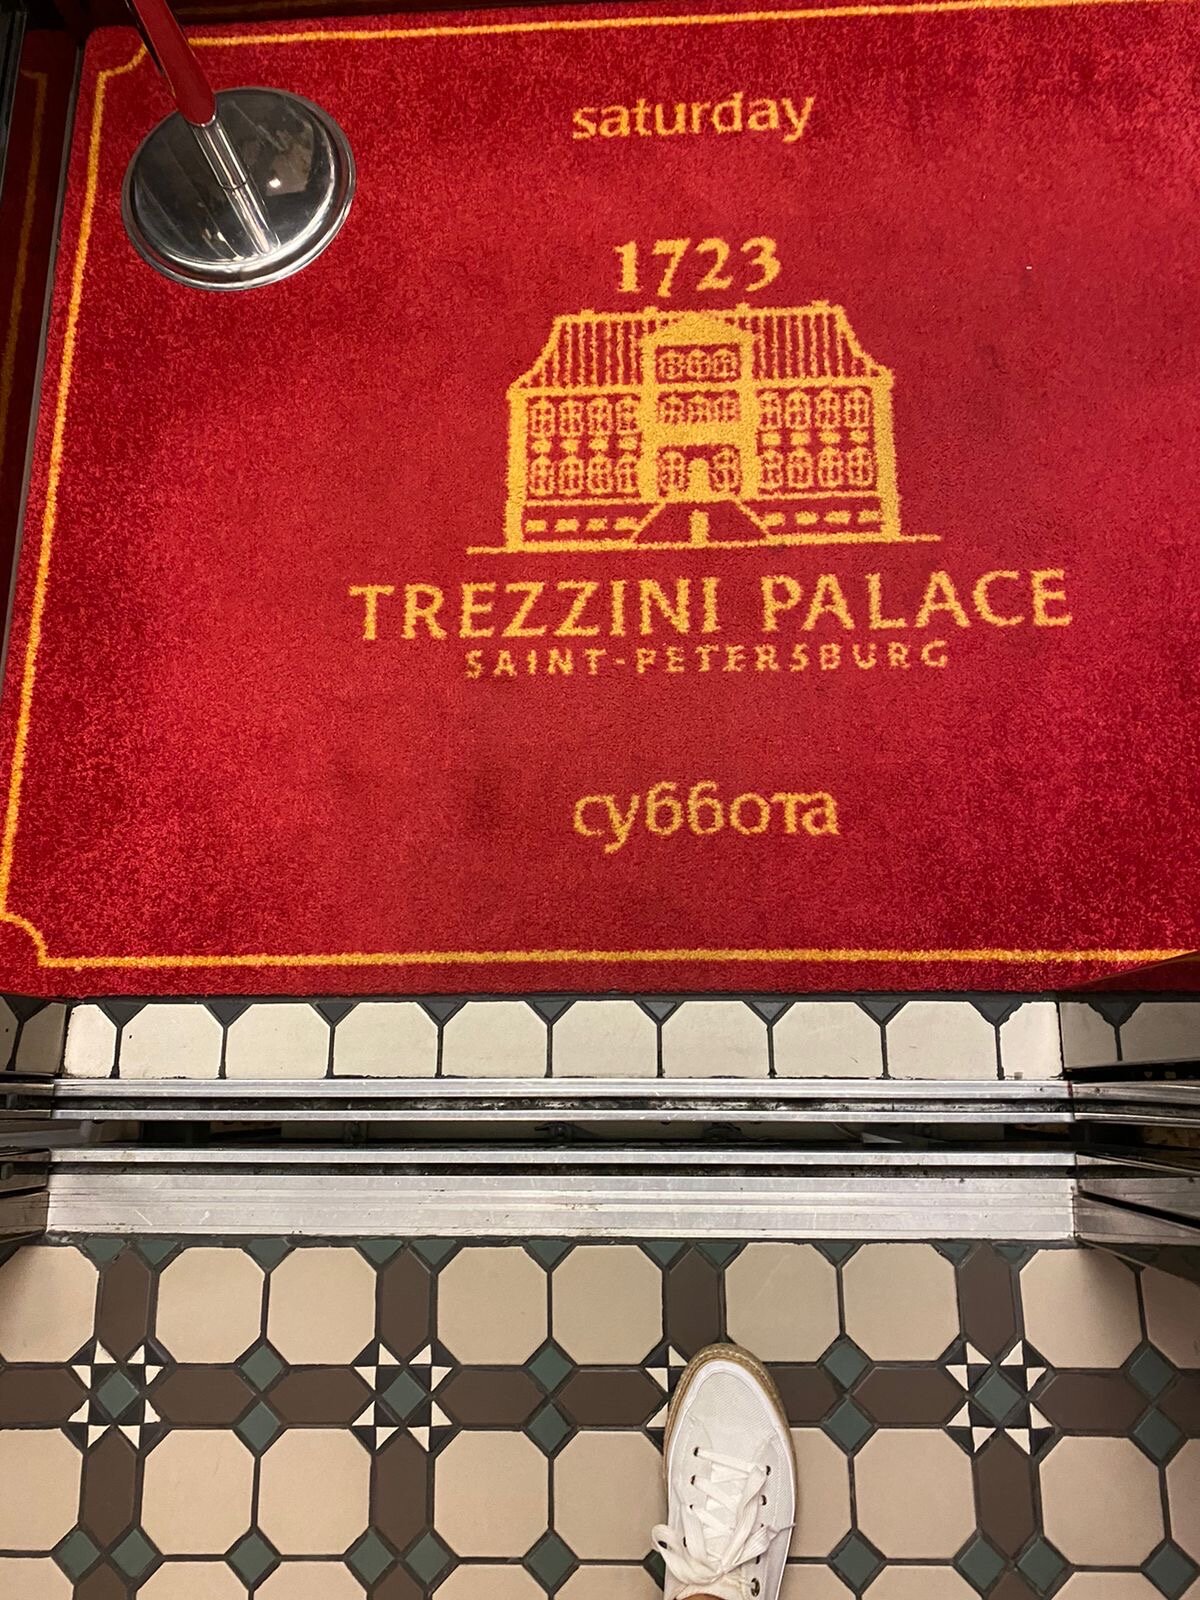 saturday
1723
TREZZINI PALACE
SAINT-PETERSBURG
суббота